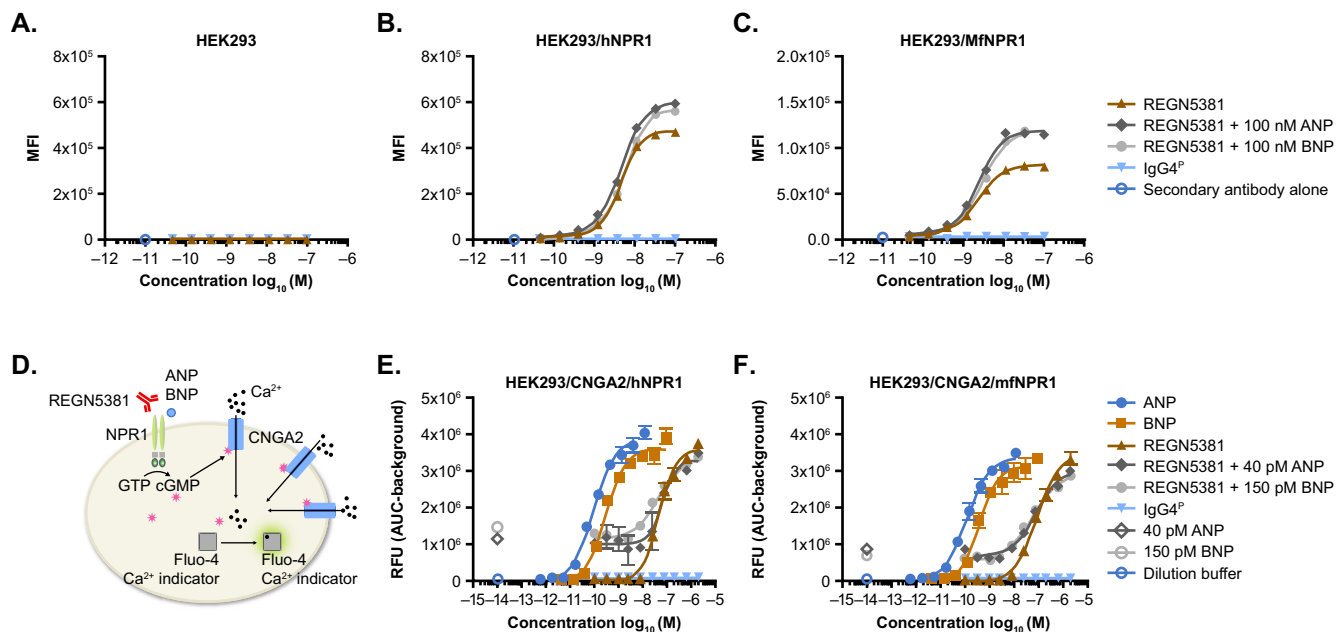 A.
HEK293
8x10⁵
6x10⁵
4x10⁵
2x10⁵
0
MFI
–12 –11 –10 –9 –8 –7 –6
Concentration log₁₀ (M)
B.
HEK293/hNPR1
8x10⁵
6x10⁵
4x10⁵
2x10⁵
0
MFI
–12 –11 –10 –9 –8 –7 –6
Concentration log₁₀ (M)
C.
HEK293/MfNPR1
2.0x10⁵
1.5x10⁵
1.0x10⁵
5.0x10⁴
0.0
MFI
–12 –11 –10 –9 –8 –7 –6
Concentration log₁₀ (M)
REGN5381
REGN5381 + 100 nM ANP
REGN5381 + 100 nM BNP
IgG4ᴾ
Secondary antibody alone
D.
ANP
BNP
REGN5381
NPR1
Ca²⁺
CNGA2
GTP cGMP
Fluo-4
Ca²⁺ indicator
Fluo-4
Ca²⁺ indicator
E.
HEK293/CNGA2/hNPR1
5x10⁶
4x10⁶
3x10⁶
2x10⁶
1x10⁶
0
RFU (AUC-background)
–15 –14 –13 –12 –11 –10 –9 –8 –7 –6 –5
Concentration log₁₀ (M)
F.
HEK293/CNGA2/mfNPR1
5x10⁶
4x10⁶
3x10⁶
2x10⁶
1x10⁶
0
RFU (AUC-background)
–15 –14 –13 –12 –11 –10 –9 –8 –7 –6 –5
Concentration log₁₀ (M)
ANP
BNP
REGN5381
REGN5381 + 40 pM ANP
REGN5381 + 150 pM BNP
IgG4ᴾ
40 pM ANP
150 pM BNP
Dilution buffer